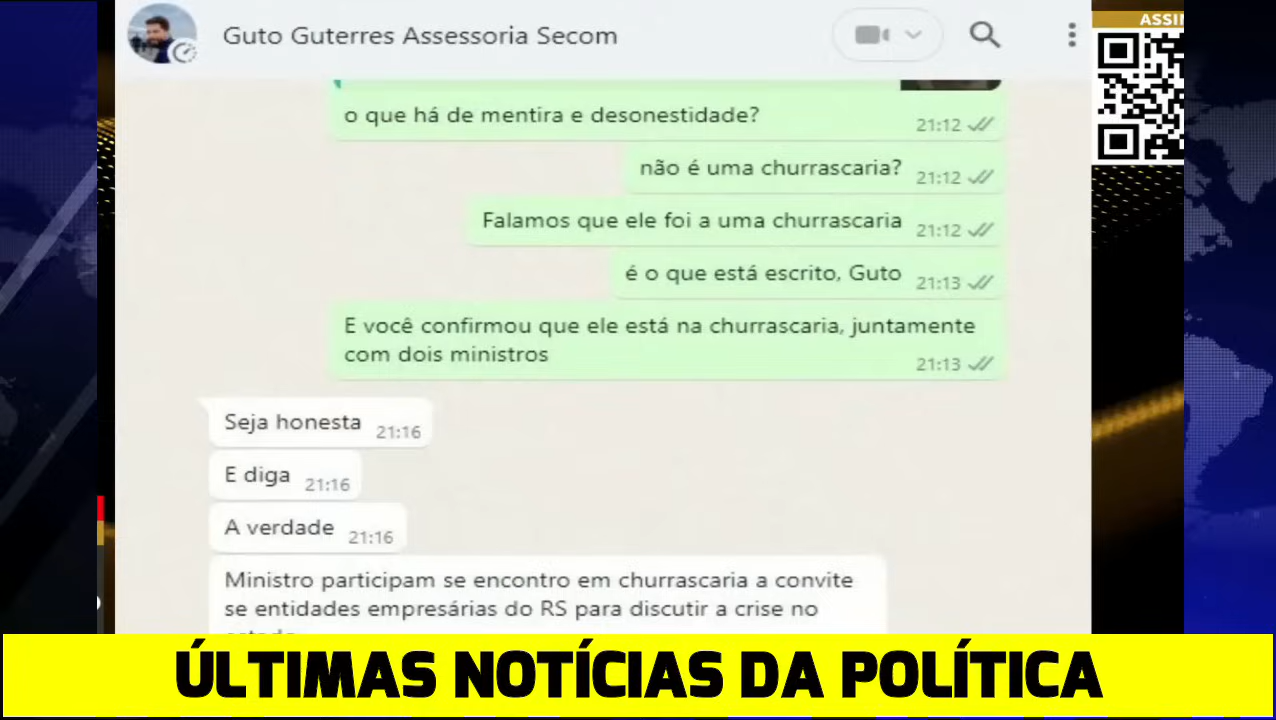 Guto Guterres Assessoria Secom
ASSI
o que há de mentira e desonestidade?
21:12
não é uma churrascaria?
21:12
Falamos que ele foi a uma churrascaria
21:12
é o que está escrito, Guto
21:13
E você confirmou que ele está na churrascaria, juntamente
com dois ministros
21:13
Seja honesta
21:16
E diga
21:16
A verdade
21:16
Ministro participam se encontro em churrascaria a convite
se entidades empresárias do RS para discutir a crise no
ÚLTIMAS NOTÍCIAS DA POLÍTICA